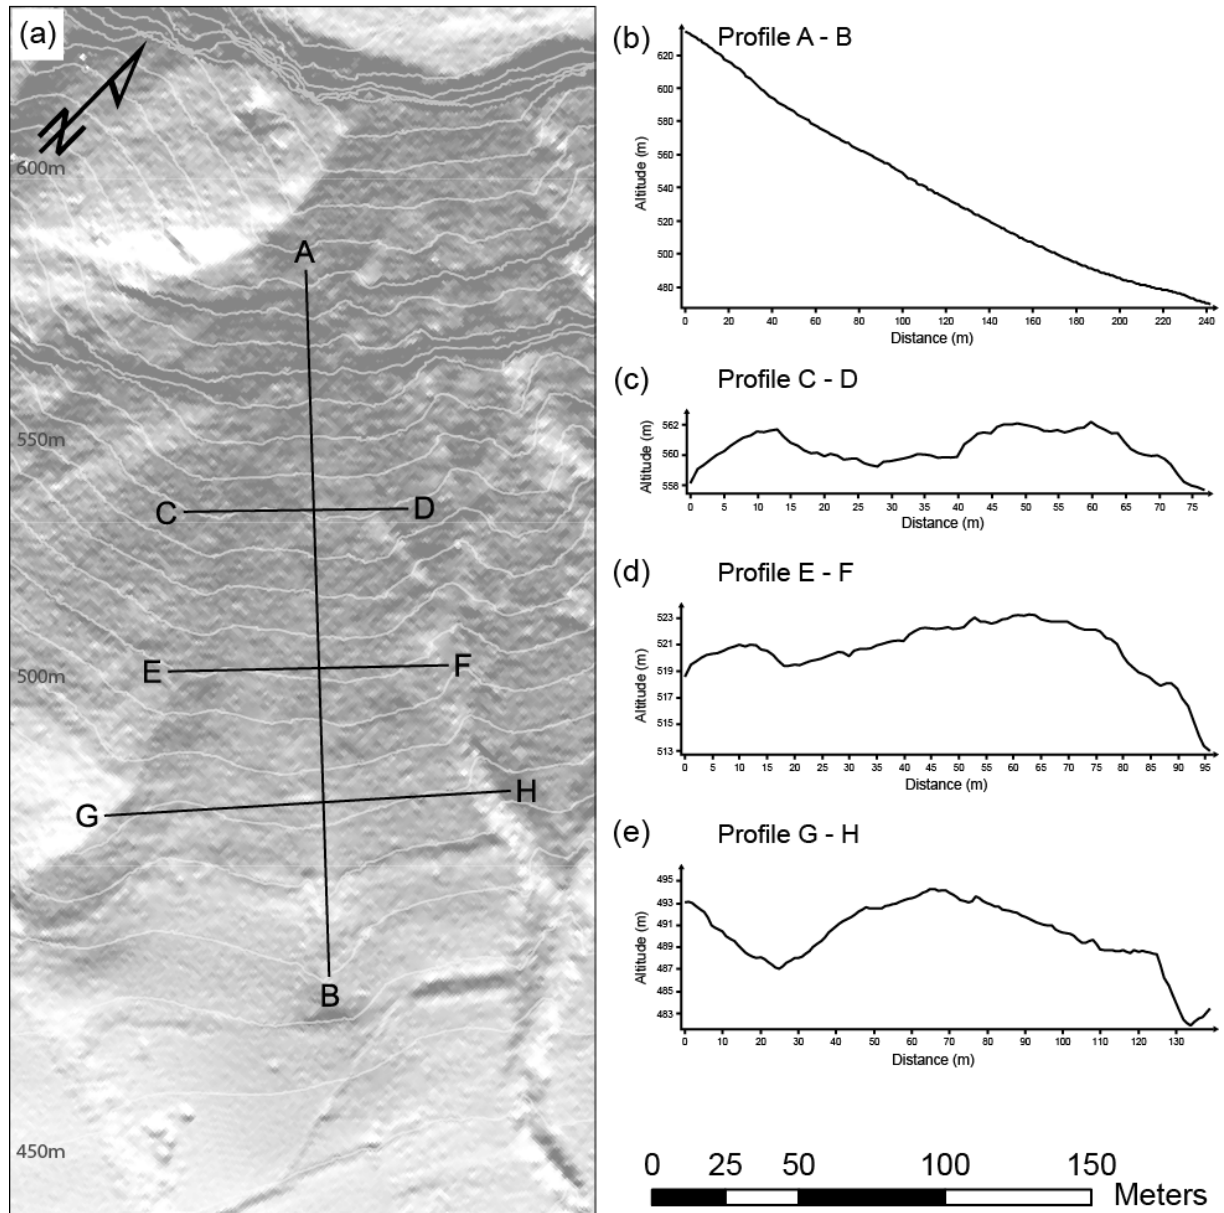 (a)
N
600m
550m
500m
450m
A
B
C
D
E
F
G
H
(b) Profile A - B
Altitude (m)
620
600
580
560
540
520
500
480
0 20 40 60 80 100 120 140 160 180 200 220 240
Distance (m)
(c) Profile C - D
Altitude (m)
562
560
558
0 5 10 15 20 25 30 35 40 45 50 55 60 65 70 75
Distance (m)
(d) Profile E - F
Altitude (m)
523
521
519
517
515
513
0 5 10 15 20 25 30 35 40 45 50 55 60 65 70 75 80 85 90 95
Distance (m)
(e) Profile G - H
Altitude (m)
495
493
491
489
487
485
483
0 10 20 30 40 50 60 70 80 90 100 110 120 130
Distance (m)
0 25 50 100 150
Meters